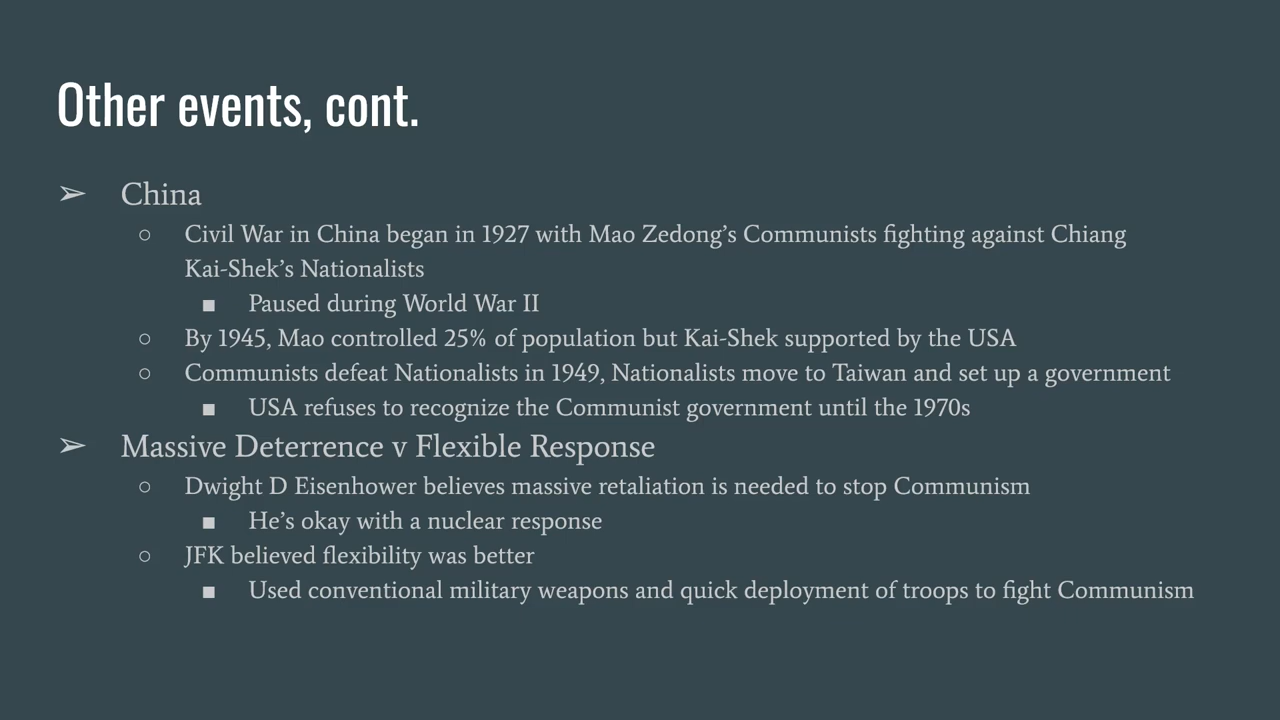 Other events, cont.
➢ China
○ Civil War in China began in 1927 with Mao Zedong’s Communists fighting against Chiang
Kai-Shek’s Nationalists
■ Paused during World War II
○ By 1945, Mao controlled 25% of population but Kai-Shek supported by the USA
○ Communists defeat Nationalists in 1949, Nationalists move to Taiwan and set up a government
■ USA refuses to recognize the Communist government until the 1970s
➢ Massive Deterrence v Flexible Response
○ Dwight D Eisenhower believes massive retaliation is needed to stop Communism
■ He’s okay with a nuclear response
○ JFK believed flexibility was better
■ Used conventional military weapons and quick deployment of troops to fight Communism